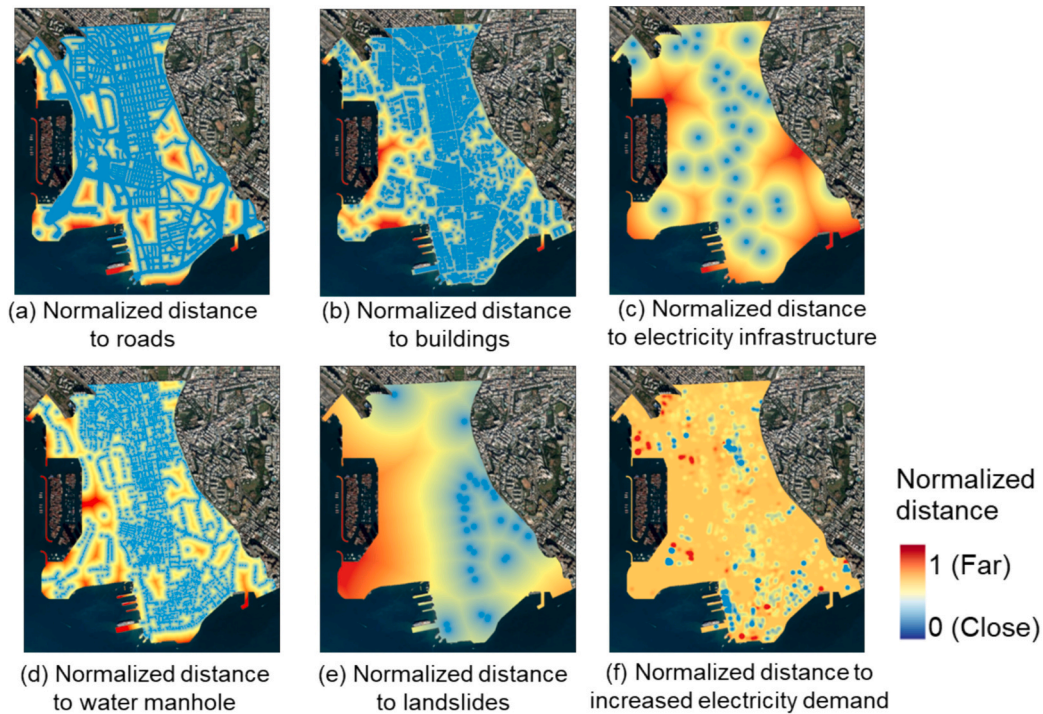 (a) Normalized distance
to roads
(b) Normalized distance
to buildings
(c) Normalized distance
to electricity infrastructure
(d) Normalized distance
to water manhole
(e) Normalized distance
to landslides
(f) Normalized distance to
increased electricity demand
Normalized
distance
1 (Far)
0 (Close)